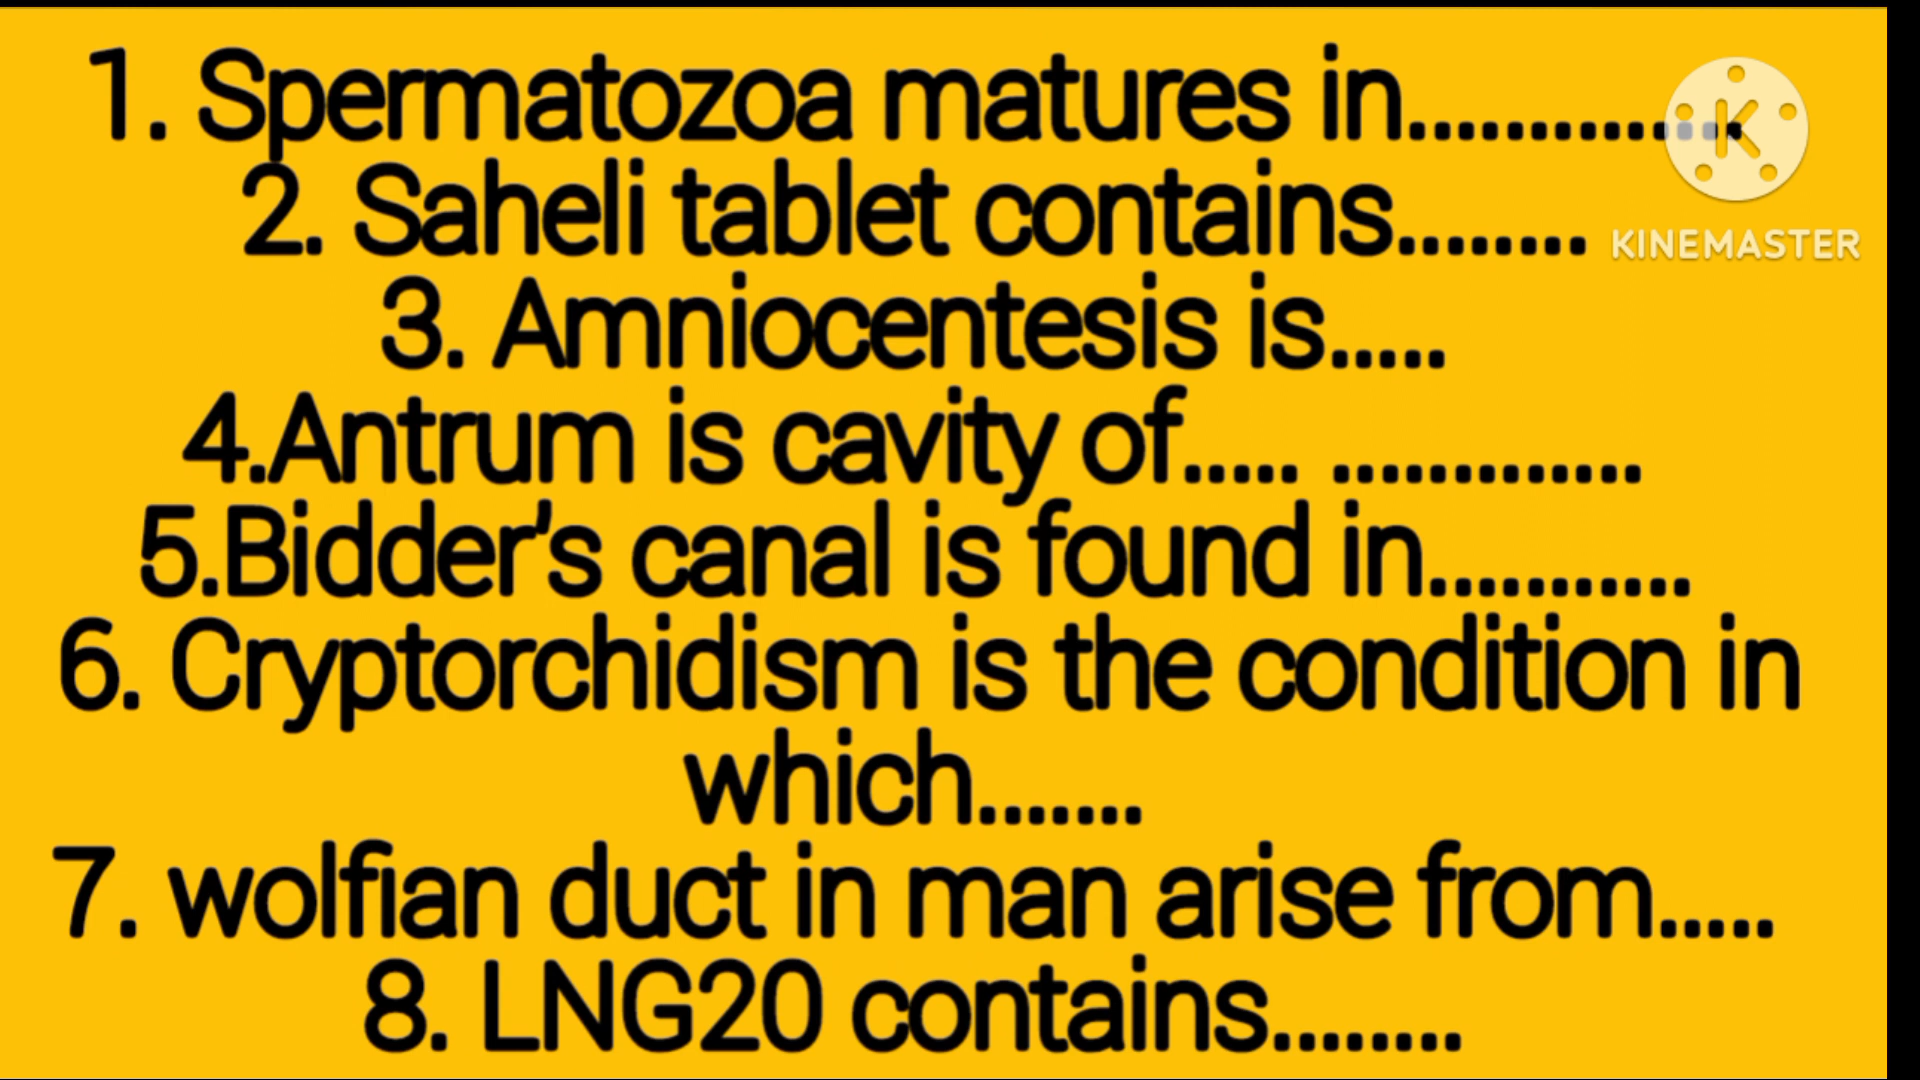 1. Spermatozoa matures in..............
2. Saheli tablet contains........
3. Amniocentesis is.....
4.Antrum is cavity of..... .............
5.Bidder's canal is found in...........
6. Cryptorchidism is the condition in
which.......
7. wolfian duct in man arise from.....
8. LNG20 contains........
K
KINEMASTER